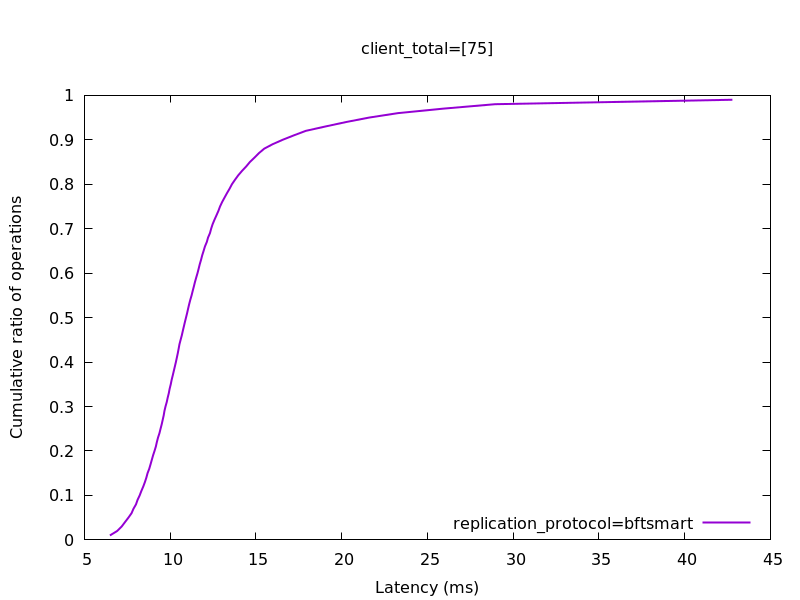 client_total=[75]
1
0.9
0.8
0.7
0.6
0.5
0.4
0.3
0.2
0.1
0
Cumulative ratio of operations
replication_protocol=bftsmart
5 10 15 20 25 30 35 40 45
Latency (ms)